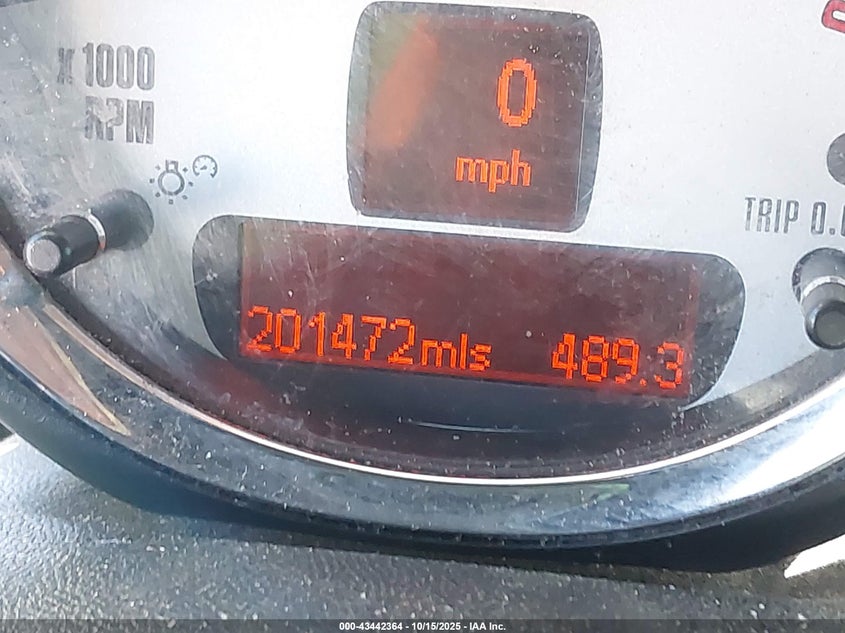 x 1000
RPM
0
mph
TRIP 0.
201472mls 489.3
000-43442364 - 10/15/2025 - IAA Inc.